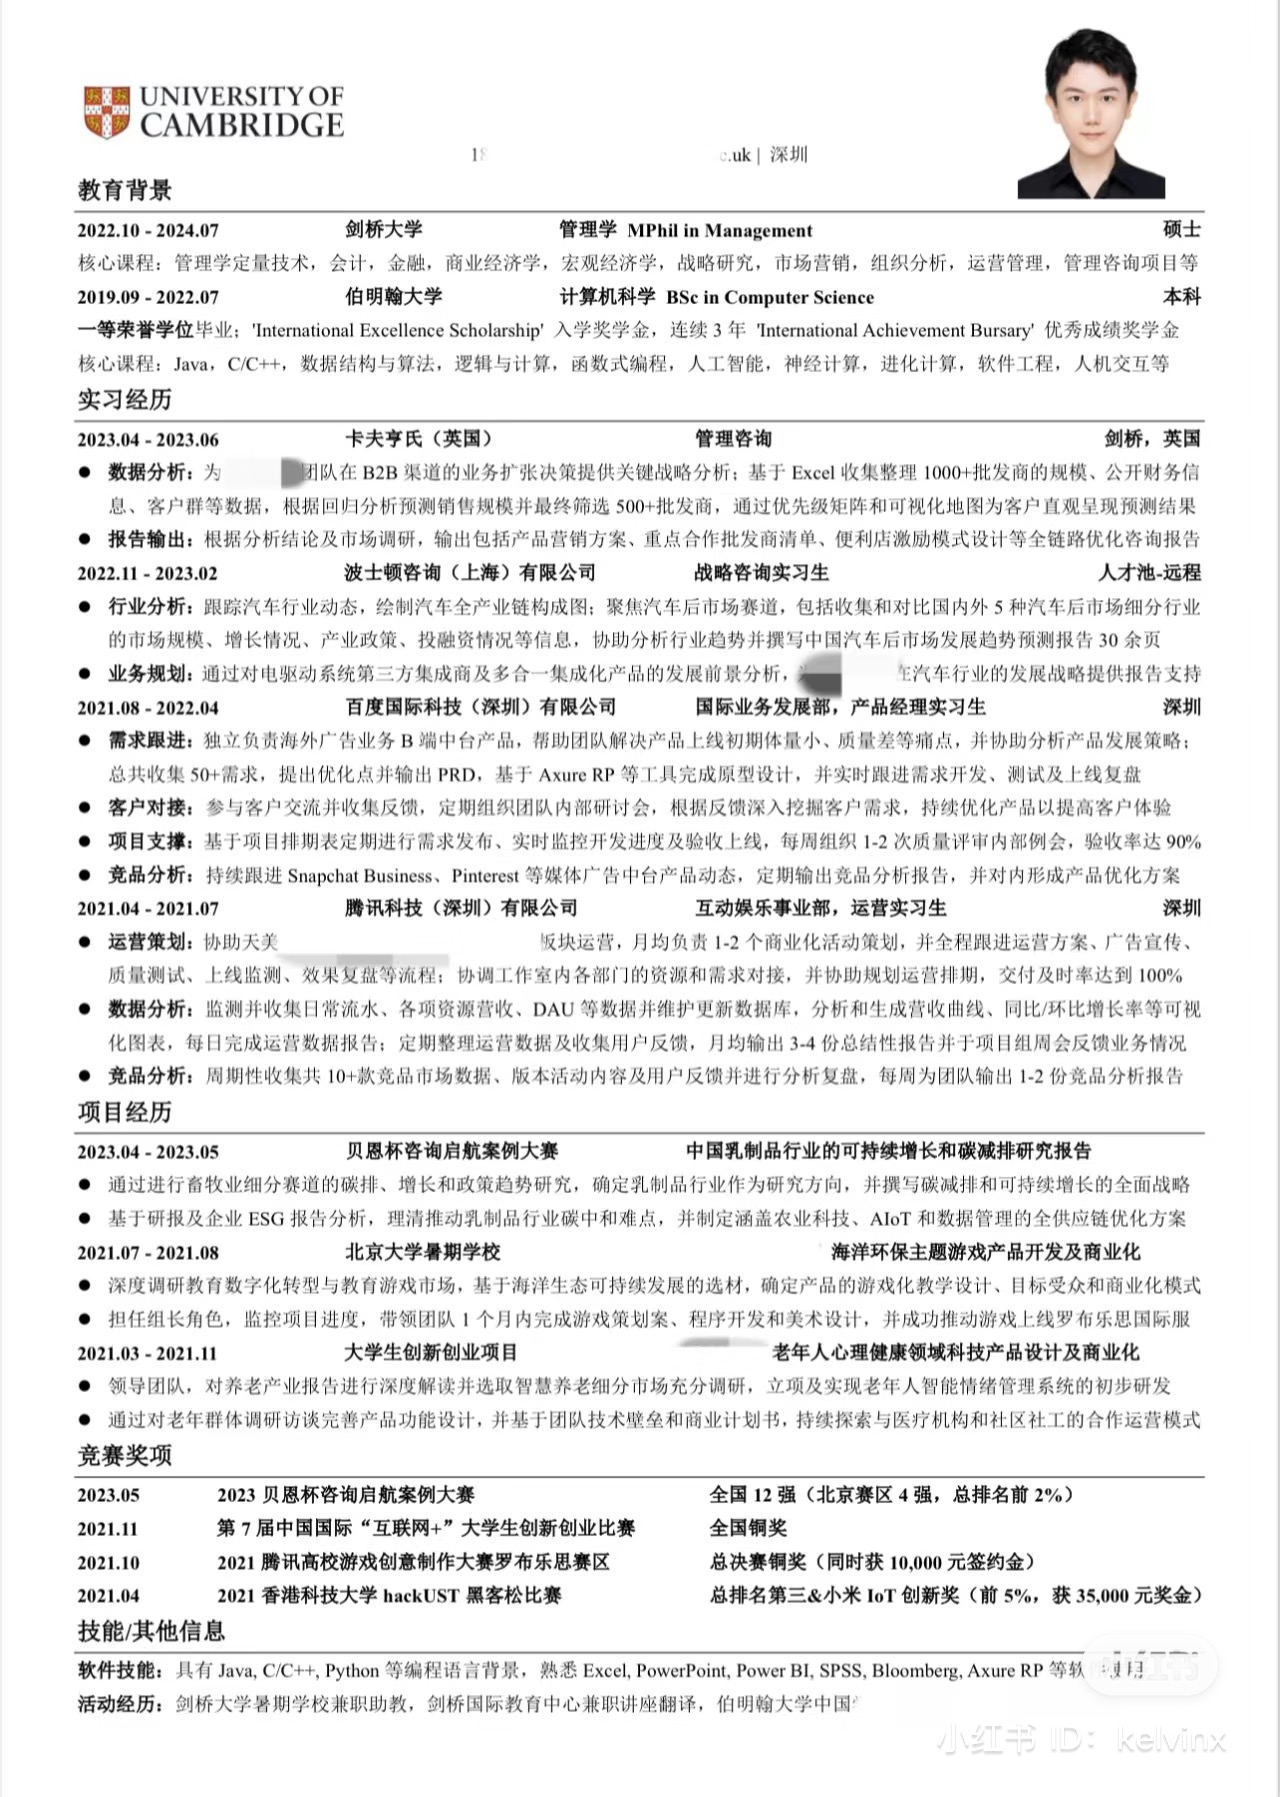 UNIVERSITY OF
CAMBRIDGE
18 .uk | 深圳
教育背景
2022.10 - 2024.07 剑桥大学 管理学 MPhil in Management 硕士
核心课程：管理学定量技术，会计，金融，商业经济学，宏观经济学，战略研究，市场营销，组织分析，运营管理，管理咨询项目等
2019.09 - 2022.07 伯明翰大学 计算机科学 BSc in Computer Science 本科
一等荣誉学位毕业；'International Excellence Scholarship' 入学奖学金，连续 3 年 'International Achievement Bursary' 优秀成绩奖学金
核心课程：Java，C/C++，数据结构与算法，逻辑与计算，函数式编程，人工智能，神经计算，进化计算，软件工程，人机交互等
实习经历
2023.04 - 2023.06 卡夫亨氏（英国） 管理咨询 剑桥，英国
● 数据分析：为 团队在 B2B 渠道的业务扩张决策提供关键战略分析；基于 Excel 收集整理 1000+批发商的规模、公开财务信
息、客户群等数据，根据回归分析预测销售规模并最终筛选 500+批发商，通过优先级矩阵和可视化地图为客户直观呈现预测结果
● 报告输出：根据分析结论及市场调研，输出包括产品营销方案、重点合作批发商清单、便利店激励模式设计等全链路优化咨询报告
2022.11 - 2023.02 波士顿咨询（上海）有限公司 战略咨询实习生 人才池-远程
● 行业分析：跟踪汽车行业动态，绘制汽车全产业链构成图；聚焦汽车后市场赛道，包括收集和对比国内外 5 种汽车后市场细分行业
的市场规模、增长情况、产业政策、投融资情况等信息，协助分析行业趋势并撰写中国汽车后市场发展趋势预测报告 30 余页
● 业务规划：通过对电驱动系统第三方集成商及多合一集成化产品的发展前景分析， 汽车行业的发展战略提供报告支持
2021.08 - 2022.04 百度国际科技（深圳）有限公司 国际业务发展部，产品经理实习生 深圳
● 需求跟进：独立负责海外广告业务 B 端中台产品，帮助团队解决产品上线初期体量小、质量差等痛点，并协助分析产品发展策略；
总共收集 50+需求，提出优化点并输出 PRD，基于 Axure RP 等工具完成原型设计，并实时跟进需求开发、测试及上线复盘
● 客户对接：参与客户交流并收集反馈，定期组织团队内部研讨会，根据反馈深入挖掘客户需求，持续优化产品以提高客户体验
● 项目支撑：基于项目排期表定期进行需求发布、实时监控开发进度及验收上线，每周组织 1-2 次质量评审内部例会，验收率达 90%
● 竞品分析：持续跟进 Snapchat Business、Pinterest 等媒体广告中台产品动态，定期输出竞品分析报告，并对内形成产品优化方案
2021.04 - 2021.07 腾讯科技（深圳）有限公司 互动娱乐事业部，运营实习生 深圳
● 运营策划：协助天美 板块运营，月均负责 1-2 个商业化活动策划，并全程跟进运营方案、广告宣传、
质量测试、上线监测、效果复盘等流程；协调工作室内各部门的资源和需求对接，并协助规划运营排期，交付及时率达到 100%
● 数据分析：监测并收集日常流水、各项资源营收、DAU 等数据并维护更新数据库，分析和生成营收曲线、同比/环比增长率等可视
化图表，每日完成运营数据报告；定期整理运营数据及收集用户反馈，月均输出 3-4 份总结性报告并于项目组周会反馈业务情况
● 竞品分析：周期性收集共 10+款竞品市场数据、版本活动内容及用户反馈并进行分析复盘，每周为团队输出 1-2 份竞品分析报告
项目经历
2023.04 - 2023.05 贝恩杯咨询启航案例大赛 中国乳制品行业的可持续增长和碳减排研究报告
● 通过进行畜牧业细分赛道的碳排、增长和政策趋势研究，确定乳制品行业作为研究方向，并撰写碳减排和可持续增长的全面战略
● 基于研报及企业 ESG 报告分析，理清推动乳制品行业碳中和难点，并制定涵盖农业科技、AIoT 和数据管理的全供应链优化方案
2021.07 - 2021.08 北京大学暑期学校 海洋环保主题游戏产品开发及商业化
● 深度调研教育数字化转型与教育游戏市场，基于海洋生态可持续发展的选材，确定产品的游戏化教学设计、目标受众和商业化模式
● 担任组长角色，监控项目进度，带领团队 1 个月内完成游戏策划案、程序开发和美术设计，并成功推动游戏上线罗布乐思国际服
2021.03 - 2021.11 大学生创新创业项目 老年人心理健康领域科技产品设计及商业化
● 领导团队，对养老产业报告进行深度解读并选取智慧养老细分市场充分调研，立项及实现老年人智能情绪管理系统的初步研发
● 通过对老年群体调研访谈完善产品功能设计，并基于团队技术壁垒和商业计划书，持续探索与医疗机构和社区社工的合作运营模式
竞赛奖项
2023.05 2023 贝恩杯咨询启航案例大赛 全国 12 强（北京赛区 4 强，总排名前 2%）
2021.11 第 7 届中国国际“互联网+”大学生创新创业比赛 全国铜奖
2021.10 2021 腾讯高校游戏创意制作大赛罗布乐思赛区 总决赛铜奖（同时获 10,000 元签约金）
2021.04 2021 香港科技大学 hackUST 黑客松比赛 总排名第三&小米 IoT 创新奖（前 5%，获 35,000 元奖金）
技能/其他信息
软件技能：具有 Java, C/C++, Python 等编程语言背景，熟悉 Excel, PowerPoint, Power BI, SPSS, Bloomberg, Axure RP 等软件使用
活动经历：剑桥大学暑期学校兼职助教，剑桥国际教育中心兼职讲座翻译，伯明翰大学中国
小红书
小红书 ID：kelvinx